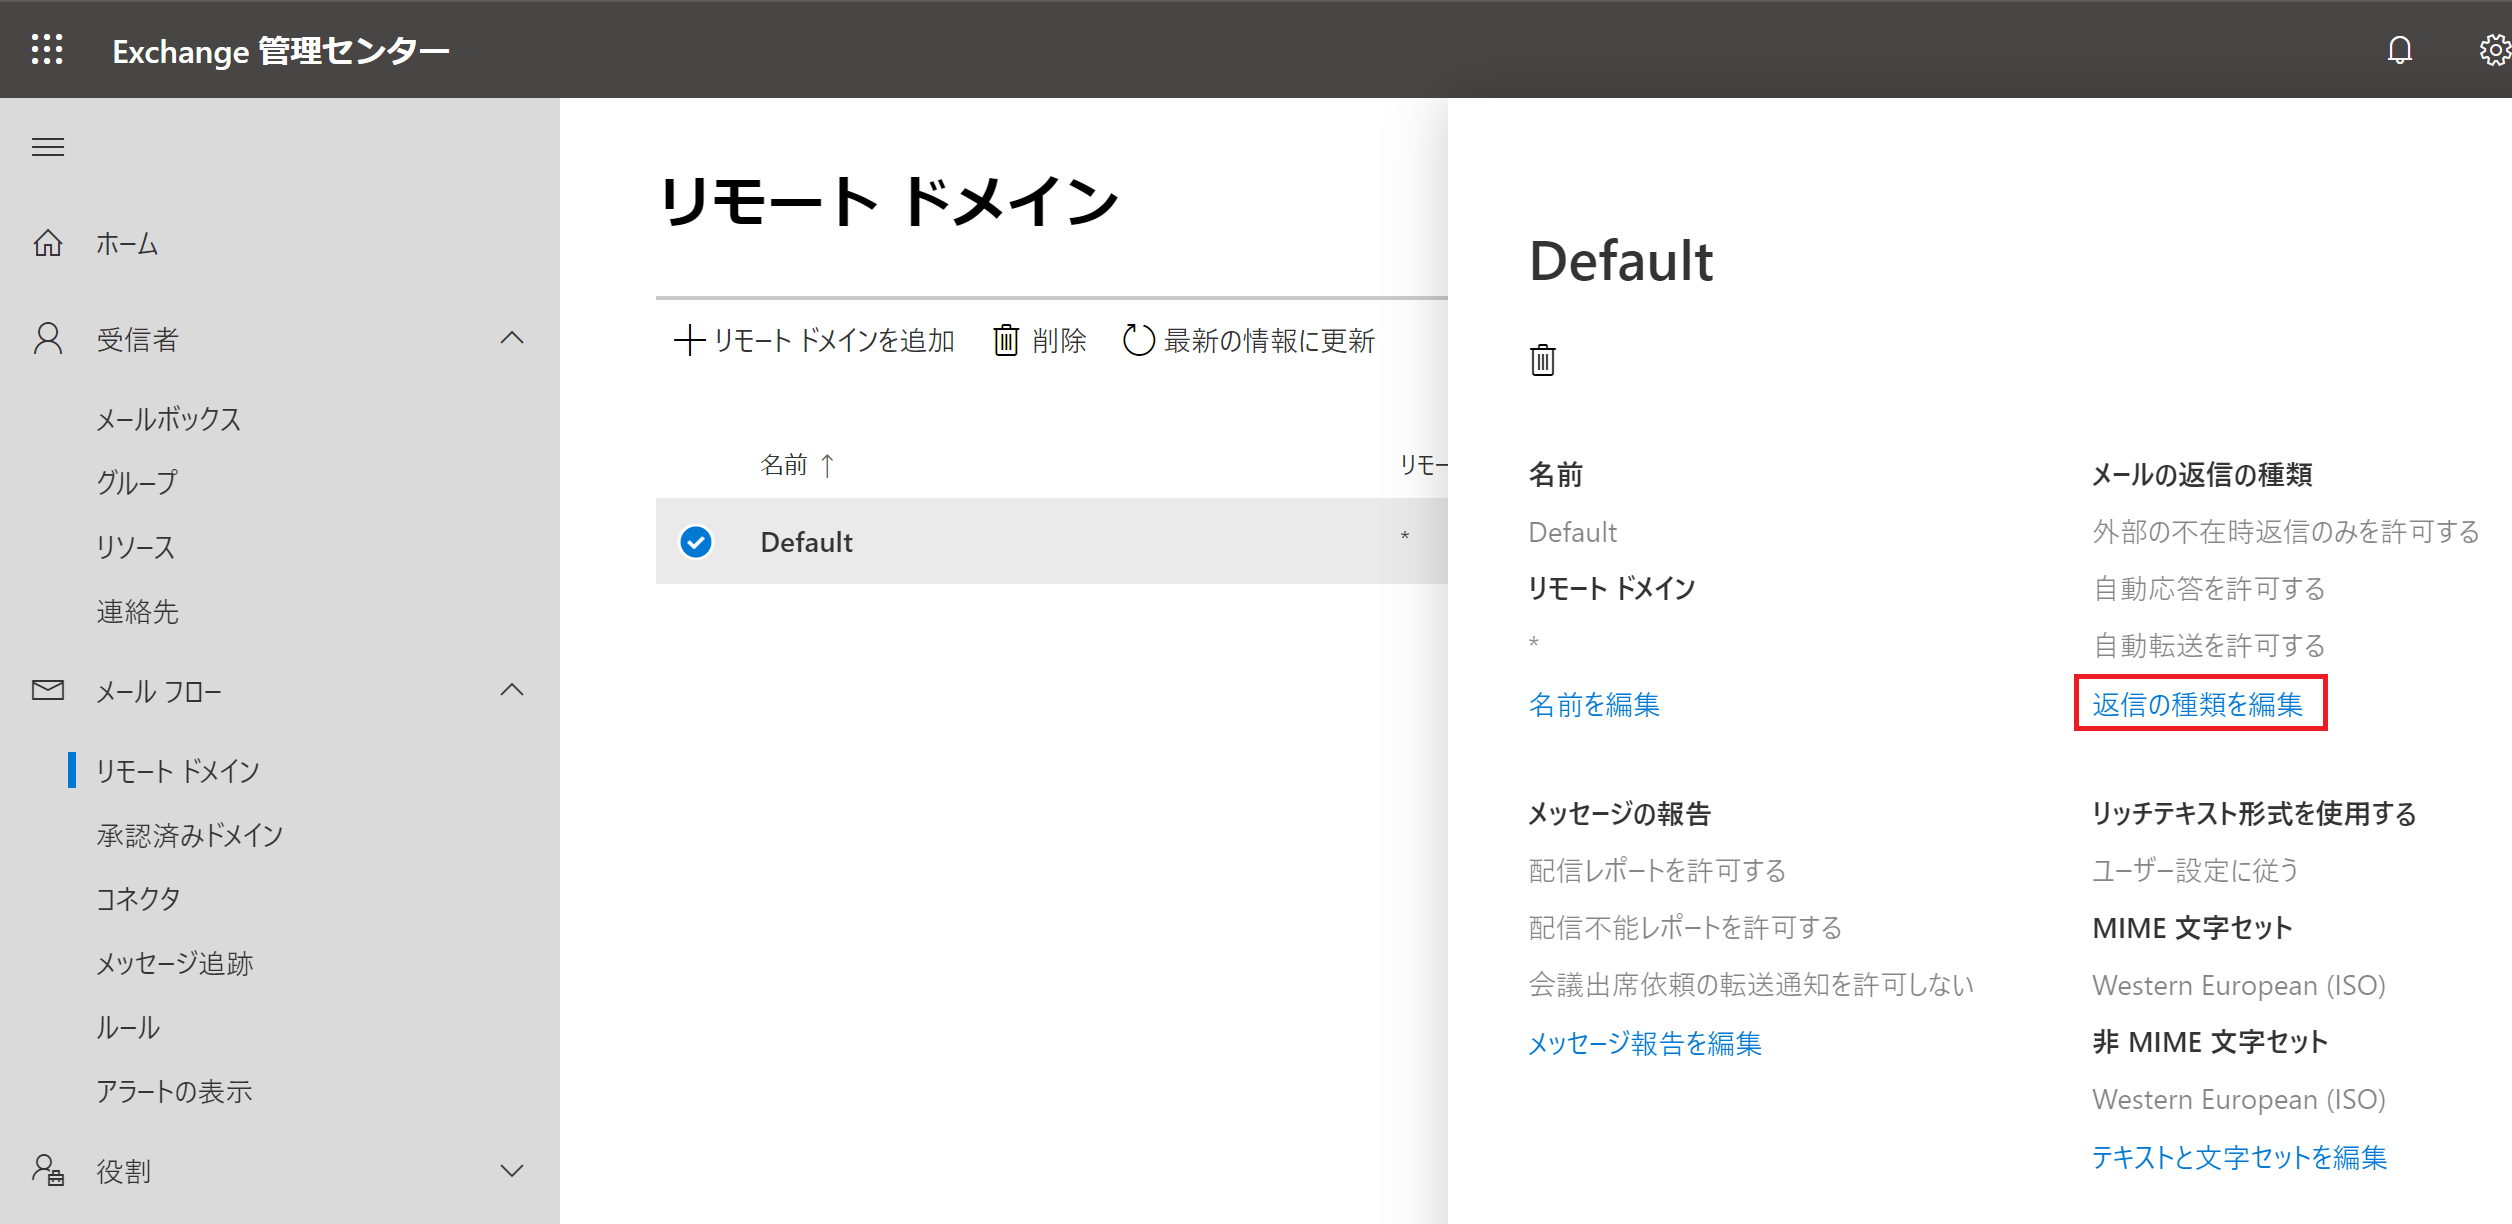 Exchange 管理センター
ホーム
受信者
メールボックス
グループ
リソース
連絡先
メール フロー
リモート ドメイン
承認済みドメイン
コネクタ
メッセージ追跡
ルール
アラートの表示
役割
リモート ドメイン
リモート ドメインを追加
削除
最新の情報に更新
名前 ↑
リモー
Default
*
Default
名前
Default
リモート ドメイン
*
名前を編集
メールの返信の種類
外部の不在時返信のみを許可する
自動応答を許可する
自動転送を許可する
返信の種類を編集
メッセージの報告
配信レポートを許可する
配信不能レポートを許可する
会議出席依頼の転送通知を許可しない
メッセージ報告を編集
リッチテキスト形式を使用する
ユーザー設定に従う
MIME 文字セット
Western European (ISO)
非 MIME 文字セット
Western European (ISO)
テキストと文字セットを編集